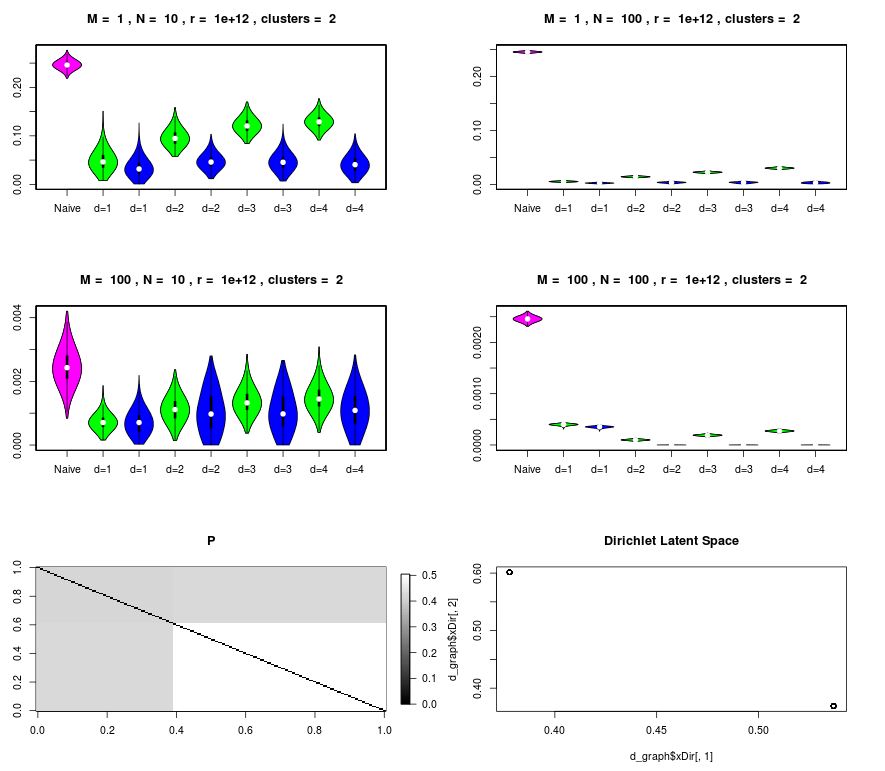 M = 1 , N = 10 , r = 1e+12 , clusters = 2
0.20
0.10
0.00
Naive d=1 d=1 d=2 d=2 d=3 d=3 d=4 d=4
M = 1 , N = 100 , r = 1e+12 , clusters = 2
0.20
0.10
0.00
Naive d=1 d=1 d=2 d=2 d=3 d=3 d=4 d=4
M = 100 , N = 10 , r = 1e+12 , clusters = 2
0.004
0.002
0.000
Naive d=1 d=1 d=2 d=2 d=3 d=3 d=4 d=4
M = 100 , N = 100 , r = 1e+12 , clusters = 2
0.0020
0.0010
0.0000
Naive d=1 d=1 d=2 d=2 d=3 d=3 d=4 d=4
P
1.0
0.8
0.6
0.4
0.2
0.0
0.0 0.2 0.4 0.6 0.8 1.0
0.5
0.4
0.3
0.2
0.1
0.0
Dirichlet Latent Space
d_graph$xDir[, 2]
0.60
0.50
0.40
0.40 0.45 0.50
d_graph$xDir[, 1]